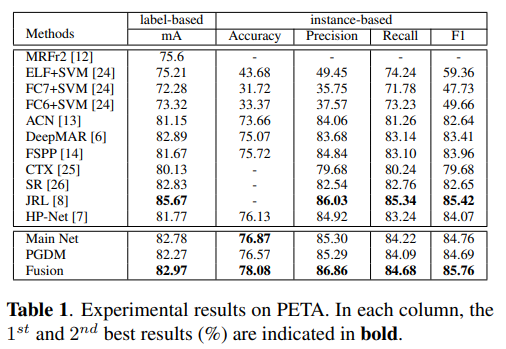 label-based instance-based
Methods mA Accuracy Precision Recall F1
MRFr2 [12] 75.6 - - - -
ELF+SVM [24] 75.21 43.68 49.45 74.24 59.36
FC7+SVM [24] 72.28 31.72 35.75 71.78 47.73
FC6+SVM [24] 73.32 33.37 37.57 73.23 49.66
ACN [13] 81.15 73.66 84.06 81.26 82.64
DeepMAR [6] 82.89 75.07 83.68 83.14 83.41
FSPP [14] 81.67 75.72 84.84 83.10 83.96
CTX [25] 80.13 - 79.68 80.24 79.68
SR [26] 82.83 - 82.54 82.76 82.65
JRL [8] 85.67 - 86.03 85.34 85.42
HP-Net [7] 81.77 76.13 84.92 83.24 84.07
Main Net 82.78 76.87 85.30 84.22 84.76
PGDM 82.27 76.57 85.29 84.09 84.69
Fusion 82.97 78.08 86.86 84.68 85.76
Table 1. Experimental results on PETA. In each column, the
1st and 2nd best results (%) are indicated in bold.